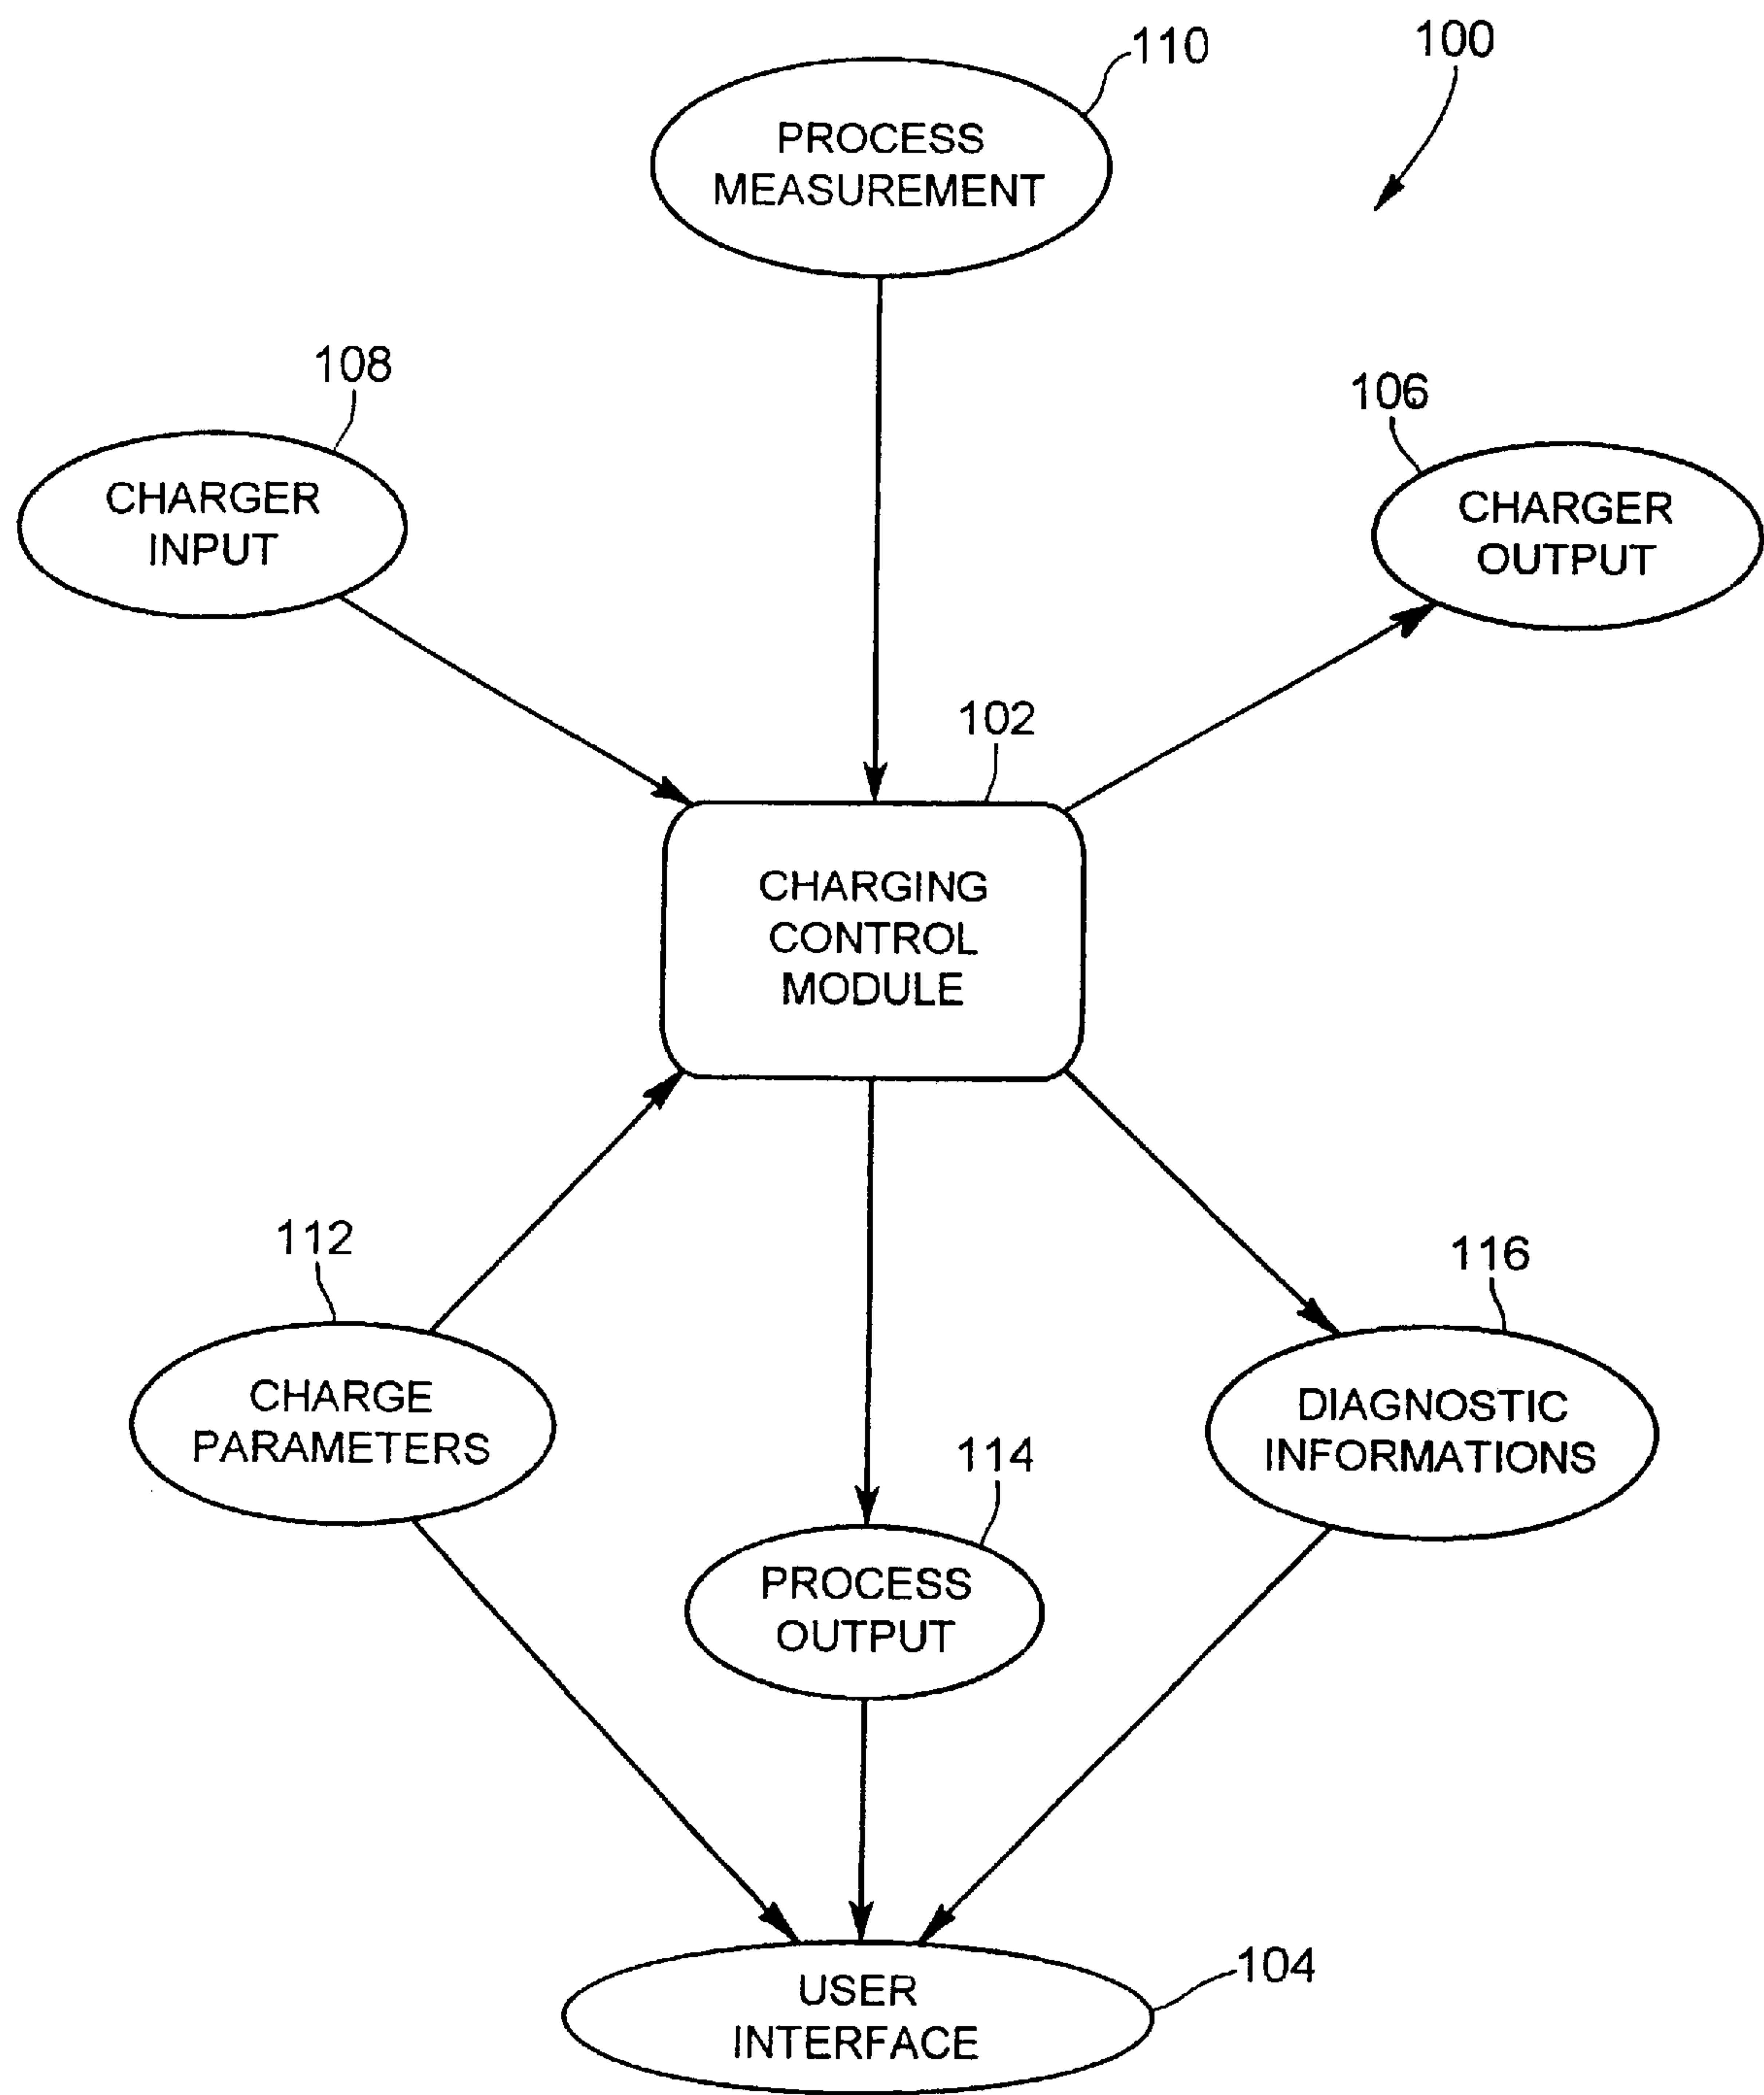 100
110
PROCESS
MEASUREMENT
108
CHARGER
INPUT
106
CHARGER
OUTPUT
102
CHARGING
CONTROL
MODULE
112
CHARGE
PARAMETERS
116
DIAGNOSTIC
INFORMATIONS
114
PROCESS
OUTPUT
104
USER
INTERFACE